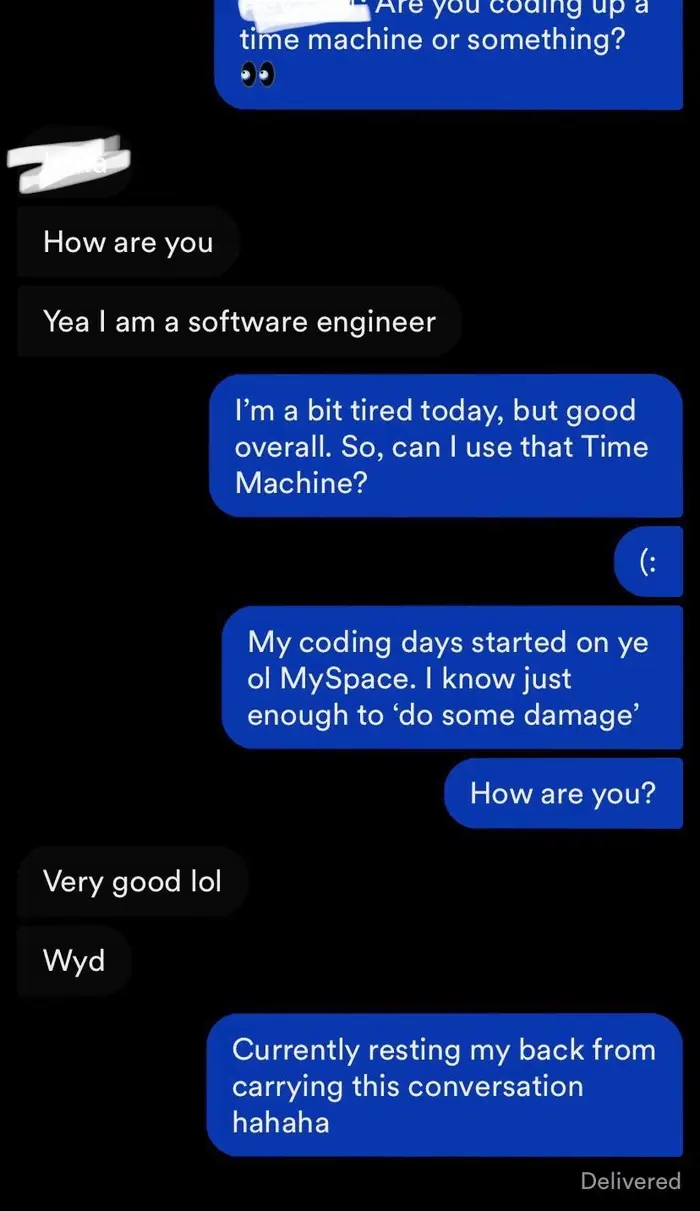 Are you coding up a
time machine or something?
👀
How are you
Yea I am a software engineer
I’m a bit tired today, but good
overall. So, can I use that Time
Machine?
(:
My coding days started on ye
ol MySpace. I know just
enough to ‘do some damage’
How are you?
Very good lol
Wyd
Currently resting my back from
carrying this conversation
hahaha
Delivered